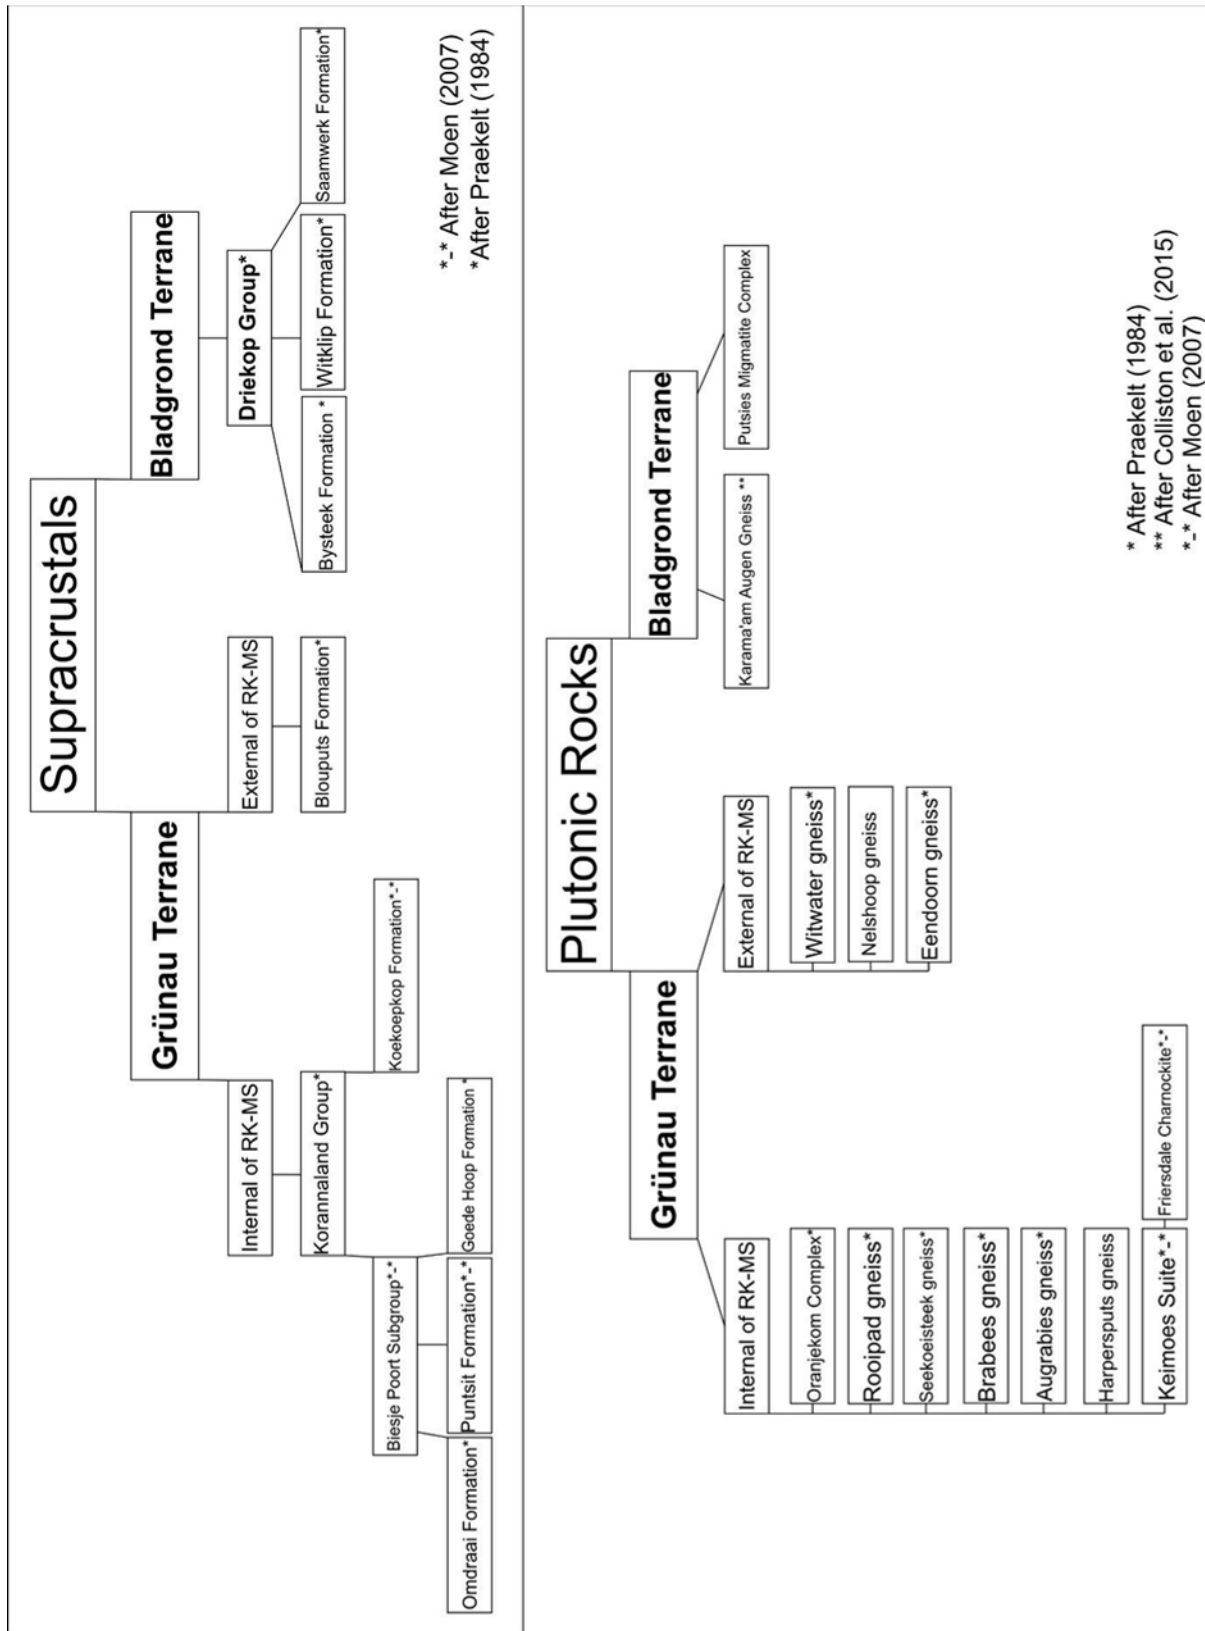 Supracrustals
Grünau Terrane
Bladgrond Terrane
Internal of RK-MS
External of RK-MS
Driekop Group*
Korannaland Group*
Bloupúts Formation*
Bysteek Formation *
Witklip Formation*
Saamwerk Formation*
Biesje Poort Subgroup*-*
Koekoepkop Formation*-*
Omdraai Formation*
Puntsit Formation*-*
Goede Hoop Formation *
*-* After Moen (2007)
*After Praekelt (1984)
Plutonic Rocks
Grünau Terrane
Bladgrond Terrane
Internal of RK-MS
External of RK-MS
Karama'am Augen Gneiss **
Putsies Migmatite Complex
Oranjekom Complex*
Rooipad gneiss*
Seekoeisteek gneiss*
Brabees gneiss*
Augrabies gneiss*
Harpersputs gneiss
Keimoes Suite*-*
Friersdale Charnockite*-*
Witwater gneiss*
Nelshoop gneiss
Eendoorn gneiss*
* After Praekelt (1984)
** After Colliston et al. (2015)
*-* After Moen (2007)